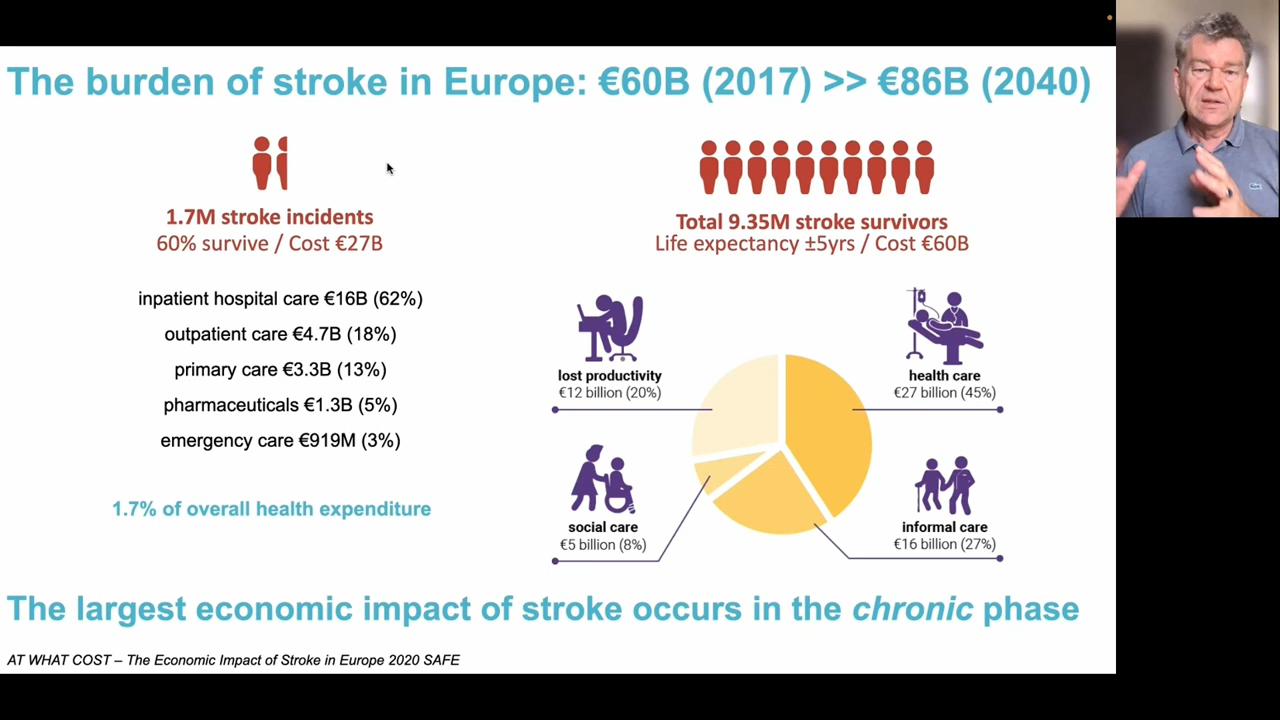 The burden of stroke in Europe: €60B (2017) >> €86B (2040)
1.7M stroke incidents
60% survive / Cost €27B
inpatient hospital care €16B (62%)
outpatient care €4.7B (18%)
primary care €3.3B (13%)
pharmaceuticals €1.3B (5%)
emergency care €919M (3%)
1.7% of overall health expenditure
Total 9.35M stroke survivors
Life expectancy ±5yrs / Cost €60B
lost productivity
€12 billion (20%)
health care
€27 billion (45%)
social care
€5 billion (8%)
informal care
€16 billion (27%)
The largest economic impact of stroke occurs in the chronic phase
AT WHAT COST – The Economic Impact of Stroke in Europe 2020 SAFE